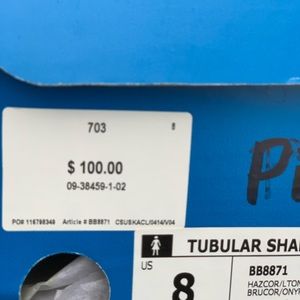 703 8
$ 100.00
09-38459-1-02
PO# 116798349 Article # BB8871 CSUSKACL/0414/V04
P
TUBULAR SHA
US
8
BB8871
HAZCOR/LTON
BRUCOR/ONY